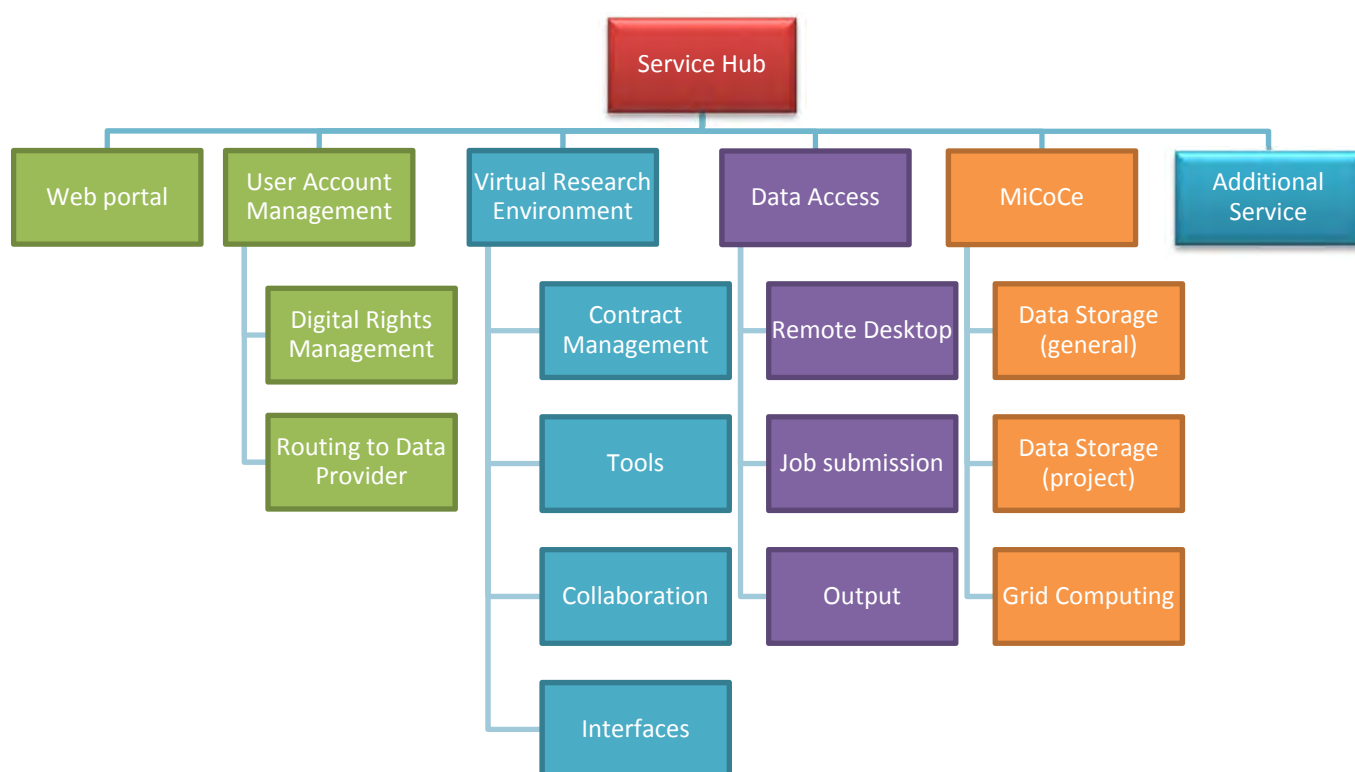 Service Hub
Web portal
User Account
Management
Virtual Research
Environment
Data Access
MiCoCe
Additional
Service
Digital Rights
Management
Contract
Management
Remote Desktop
Data Storage
(general)
Routing to Data
Provider
Tools
Job submission
Data Storage
(project)
Collaboration
Output
Grid Computing
Interfaces